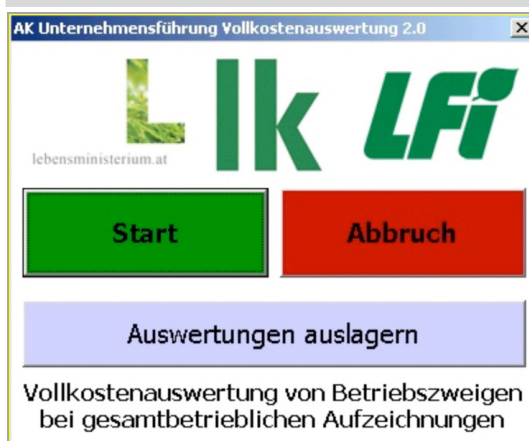 AK Unternehmensführung Vollkostenauswertung 2.0
lebensministerium.at
lk
LFi
Start
Abbruch
Auswertungen auslagern
Vollkostenauswertung von Betriebszweigen
bei gesamtbetrieblichen Aufzeichnungen